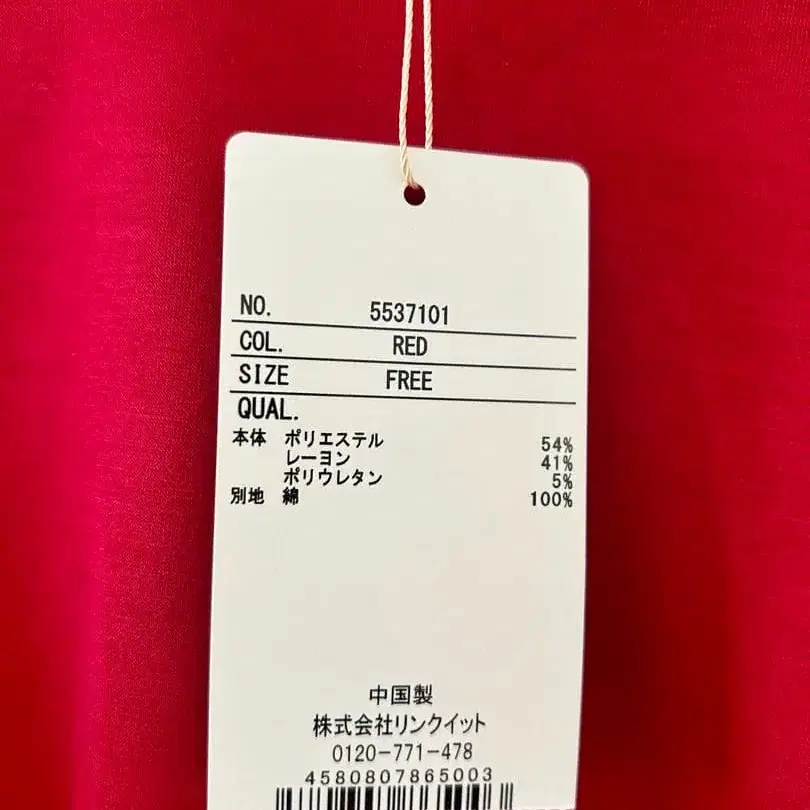 NO. 5537101
COL. RED
SIZE FREE
QUAL.
本体 ポリエステル 54%
レーヨン 41%
ポリウレタン 5%
別地 綿 100%
中国製
株式会社リンクイット
0120-771-478
4580807865003